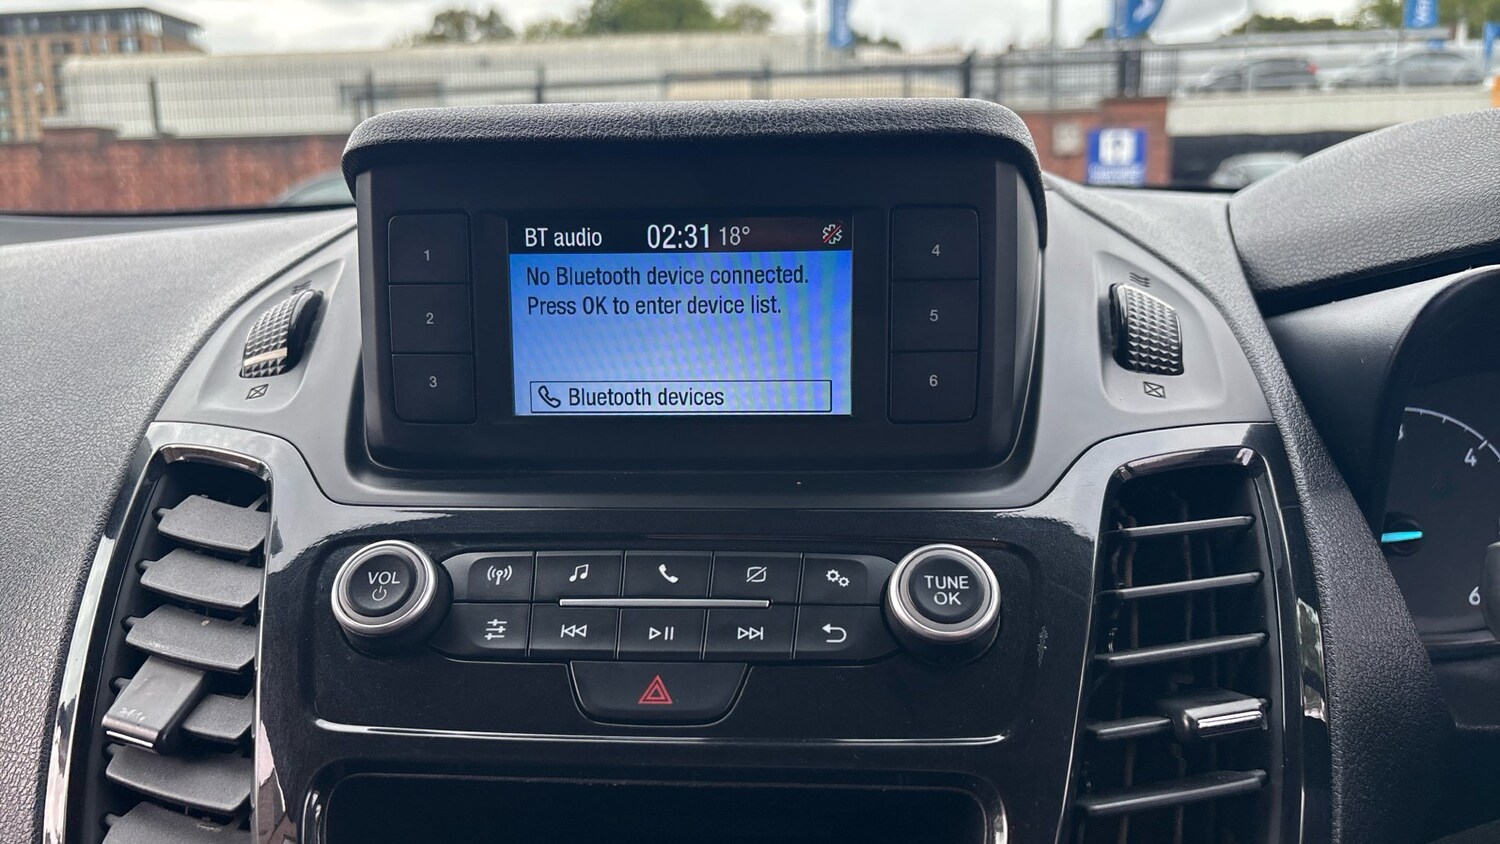 BT audio 02:31 18°
No Bluetooth device connected.
Press OK to enter device list.
Bluetooth devices
1
2
3
4
5
6
VOL
TUNE
OK
4
6